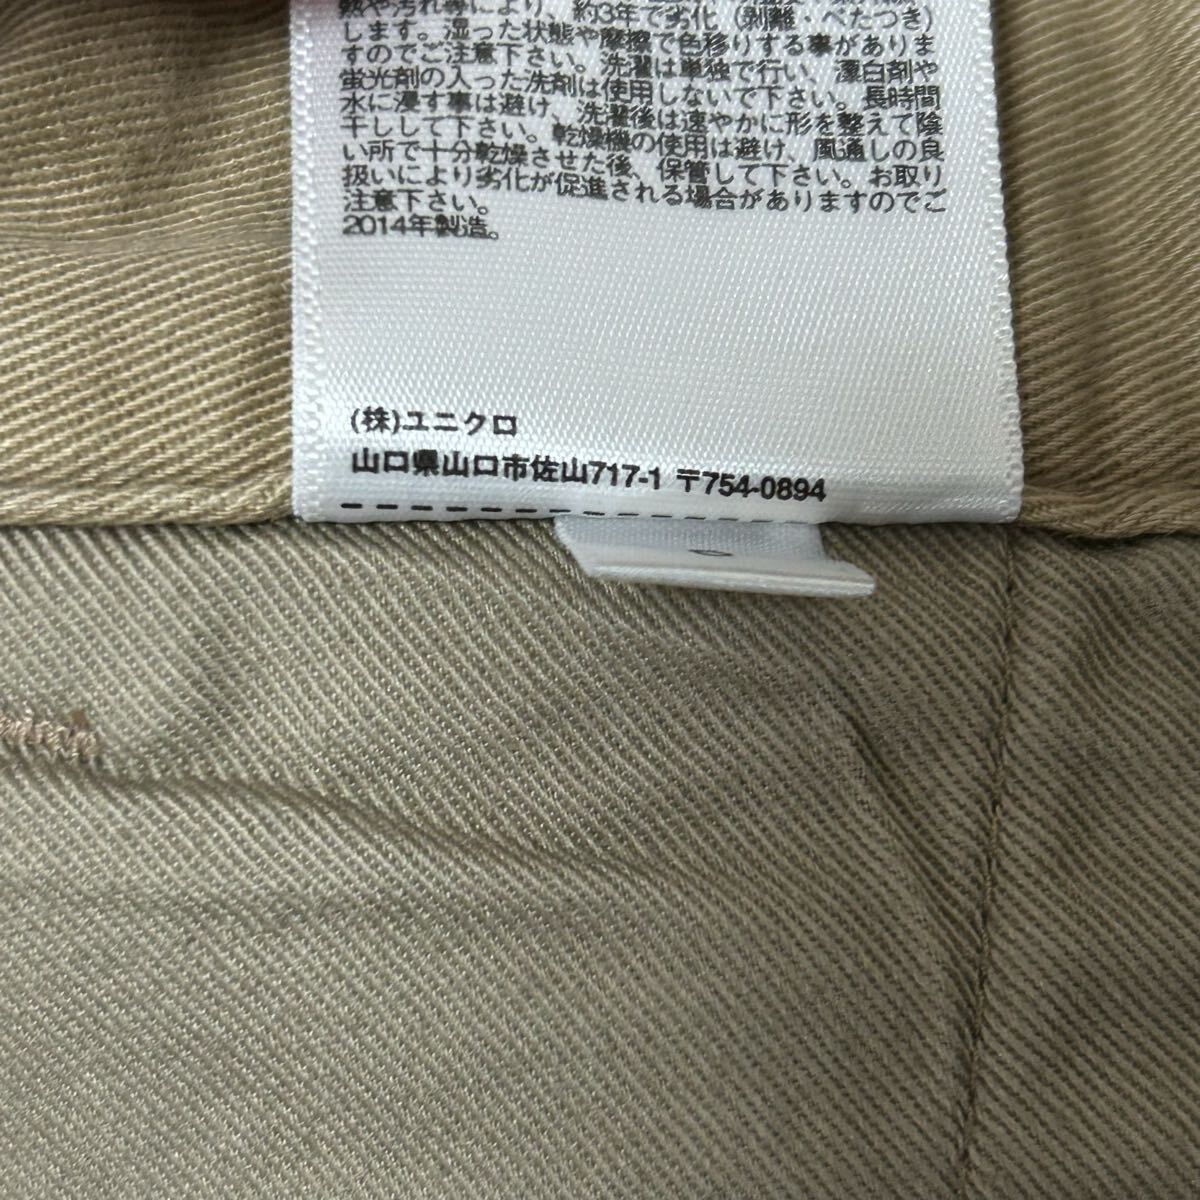 熱や汚れ等により、約3年で劣化（剥離・べたつき）
します。湿った状態や摩擦で色移りする事がありま
すのでご注意下さい。洗濯は単独で行い、漂白剤や
蛍光剤の入った洗剤は使用しないで下さい。長時間
水に浸す事は避け、洗濯後は速やかに形を整えて陰
干しして下さい。乾燥機の使用は避け、風通しの良
い所で十分乾燥させた後、保管して下さい。お取り
扱いにより劣化が促進される場合がありますのでご
注意下さい。
2014年製造。
(株)ユニクロ
山口県山口市佐山717-1 〒754-0894